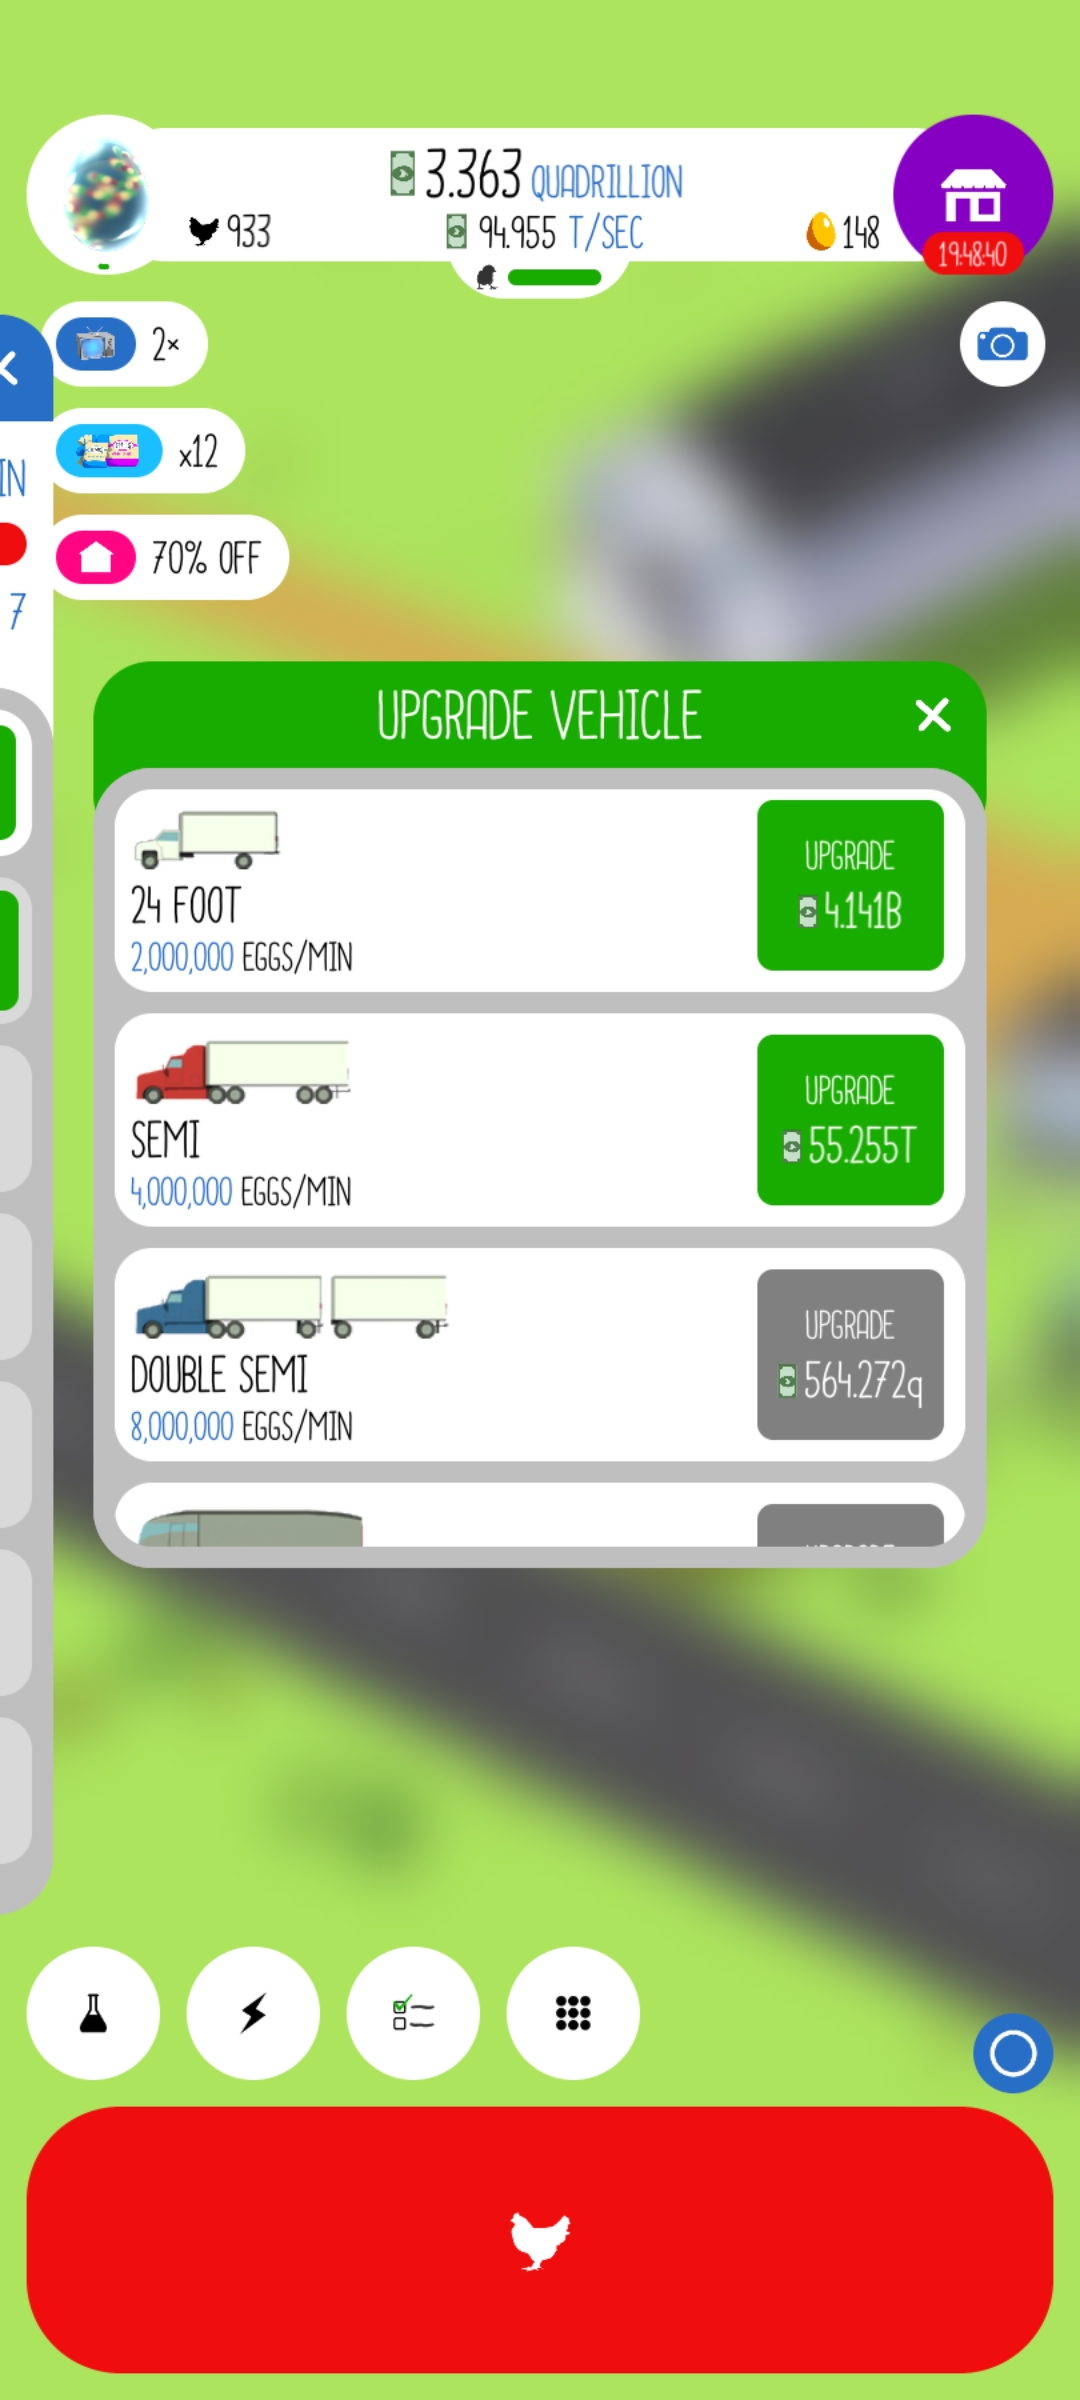 3.363 QUADRILLION
933
94.955 T/SEC
148
19:48:40
2×
x12
IN
70% OFF
7
UPGRADE VEHICLE
24 FOOT
2,000,000 EGGS/MIN
UPGRADE
4.141B
SEMI
4,000,000 EGGS/MIN
UPGRADE
55.255T
DOUBLE SEMI
8,000,000 EGGS/MIN
UPGRADE
564.272q